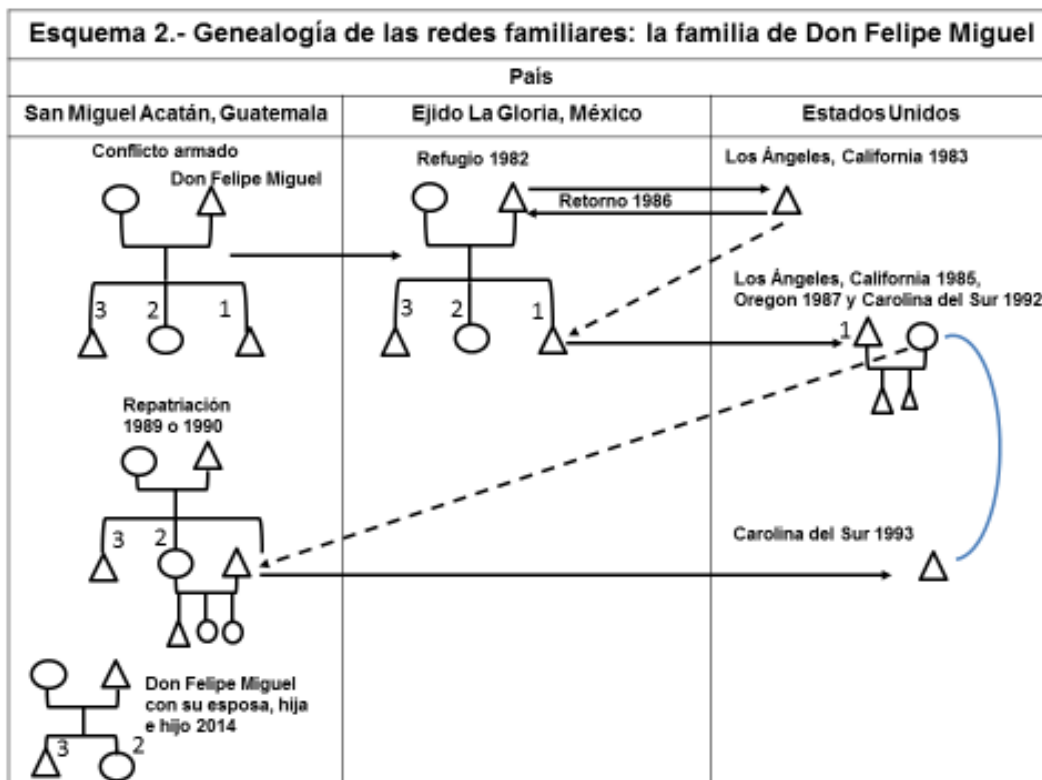 Esquema 2.- Genealogía de las redes familiares: la familia de Don Felipe Miguel
País
San Miguel Acatán, Guatemala
Ejido La Gloria, México
Estados Unidos
Conflicto armado
Don Felipe Miguel
3
2
1
Refugio 1982
Retorno 1986
3
2
1
Los Ángeles, California 1983
Los Ángeles, California 1985,
Oregon 1987 y Carolina del Sur 1992
1
Repatriación
1989 o 1990
3
2
Carolina del Sur 1993
Don Felipe Miguel
con su esposa, hija
e hijo 2014
3
2